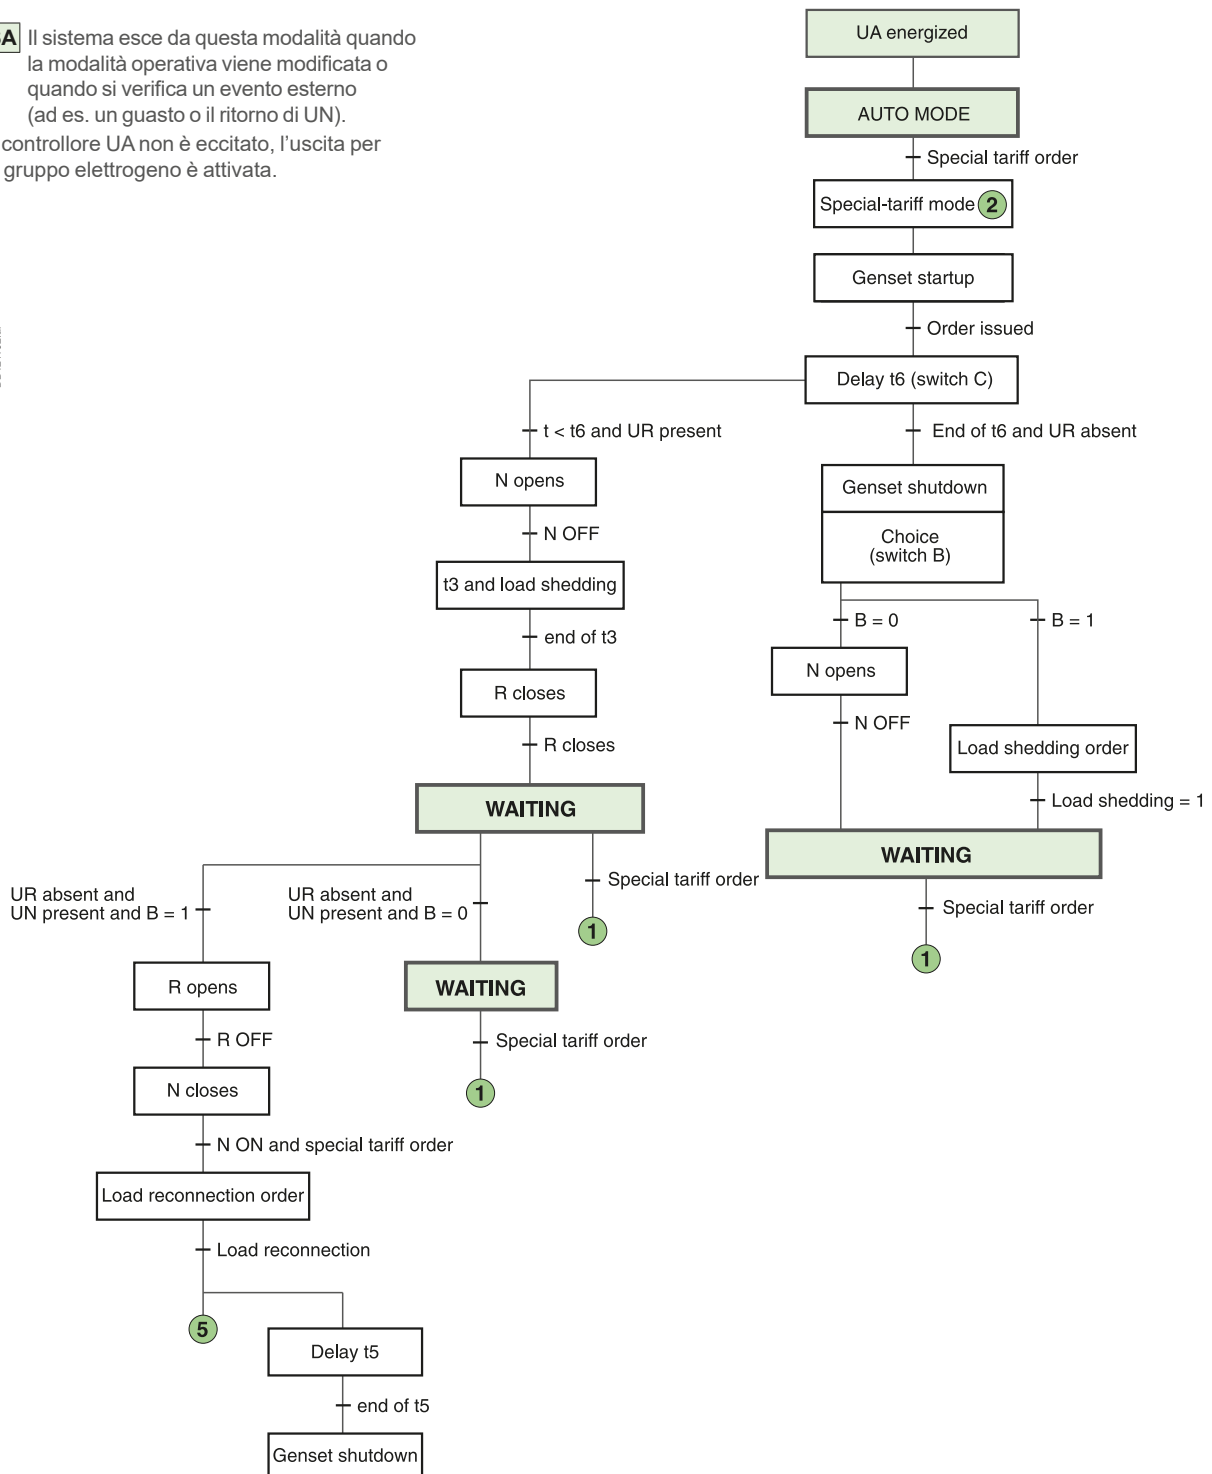 Il sistema esce da questa modalità quando
la modalità operativa viene modificata o
quando si verifica un evento esterno
(ad es. un guasto o il ritorno di UN).
controllore UA non è eccitato, l'uscita per
gruppo elettrogeno è attivata.
UA energized
AUTO MODE
Special tariff order
Special-tariff mode 2
Genset startup
Order issued
Delay t6 (switch C)
t < t6 and UR present
End of t6 and UR absent
N opens
Genset shutdown
N OFF
Choice
(switch B)
t3 and load shedding
B = 0
B = 1
end of t3
N opens
R closes
N OFF
R closes
Load shedding order
Load shedding = 1
WAITING
WAITING
Special tariff order
Special tariff order
1
1
UR absent and
UN present and B = 1
UR absent and
UN present and B = 0
R opens
WAITING
R OFF
Special tariff order
N closes
1
N ON and special tariff order
Load reconnection order
Load reconnection
5
Delay t5
end of t5
Genset shutdown